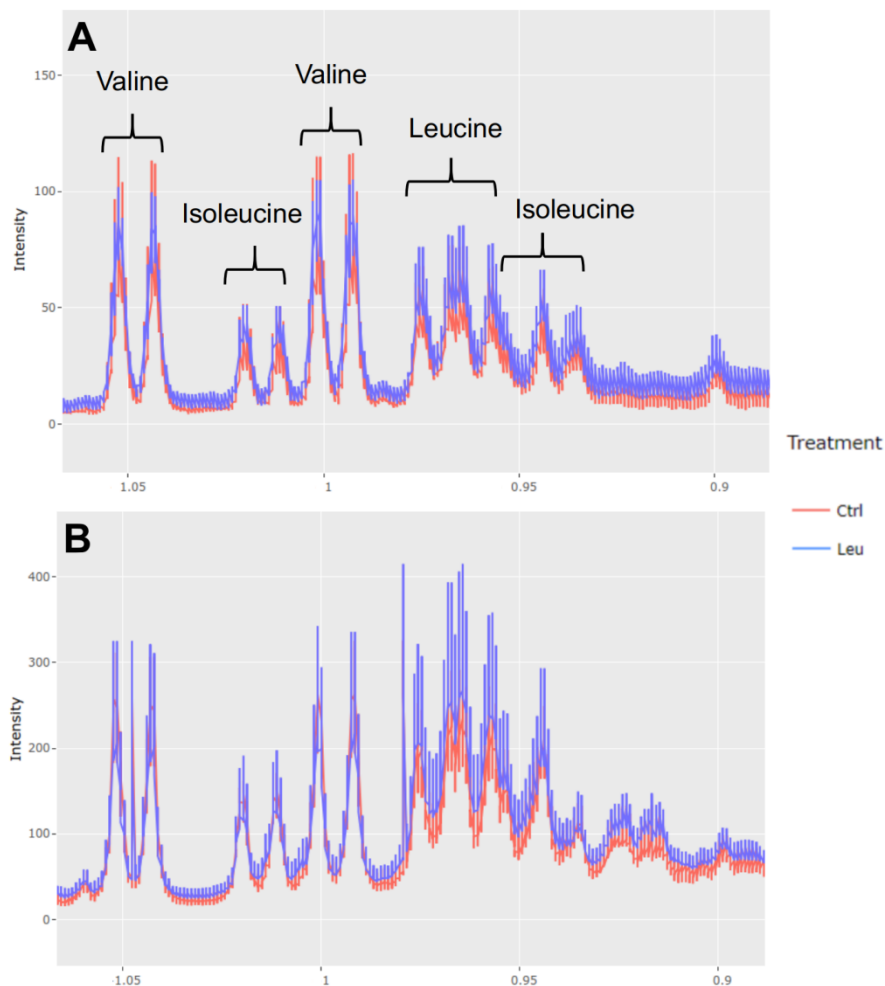 A
Valine
Valine
Leucine
Isoleucine
Isoleucine
150
100
50
0
Intensity
1.05
1
0.95
0.9
Treatment
Ctrl
Leu
B
400
300
200
100
0
Intensity
1.05
1
0.95
0.9